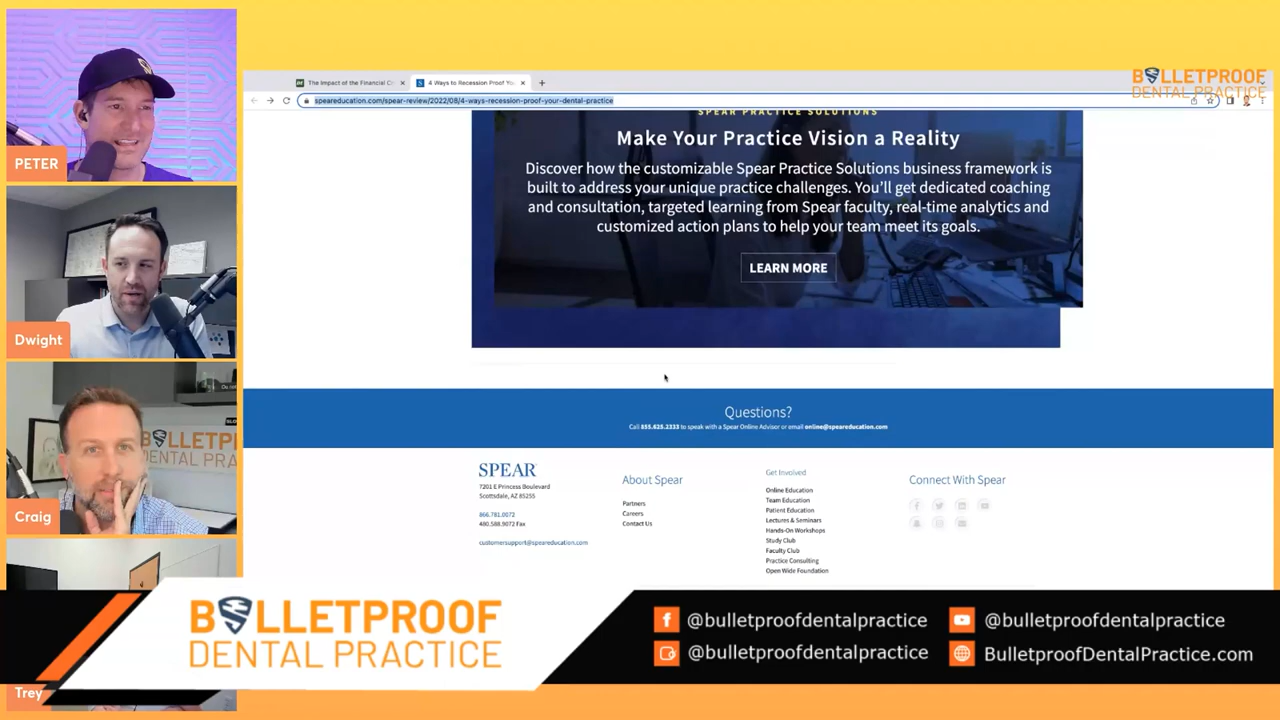 PETER
Dwight
Craig
Trey
BULLETPROOF
DENTAL PRA
The Impact of the Financial Cr
4 Ways to Recession Proof You
speareducation.com/spear-review/2022/08/4-ways-recession-proof-your-dental-practice
BULLETPROOF
DENTAL PRACTICE
SPEAR PRACTICE SOLUTIONS
Make Your Practice Vision a Reality
Discover how the customizable Spear Practice Solutions business framework is
built to address your unique practice challenges. You’ll get dedicated coaching
and consultation, targeted learning from Spear faculty, real-time analytics and
customized action plans to help your team meet its goals.
LEARN MORE
Questions?
Call 855.625.2333 to speak with a Spear Online Advisor or email online@speareducation.com
SPEAR
7201 E Princess Boulevard
Scottsdale, AZ 85255
866.781.0072
480.588.9072 Fax
customersupport@speareducation.com
About Spear
Partners
Careers
Contact Us
Get Involved
Online Education
Team Education
Patient Education
Lectures & Seminars
Hands-On Workshops
Study Club
Faculty Club
Practice Consulting
Open Wide Foundation
Connect With Spear
BULLETPROOF
DENTAL PRACTICE
@bulletproofdentalpractice
@bulletproofdentalpractice
@bulletproofdentalpractice
BulletproofDentalPractice.com